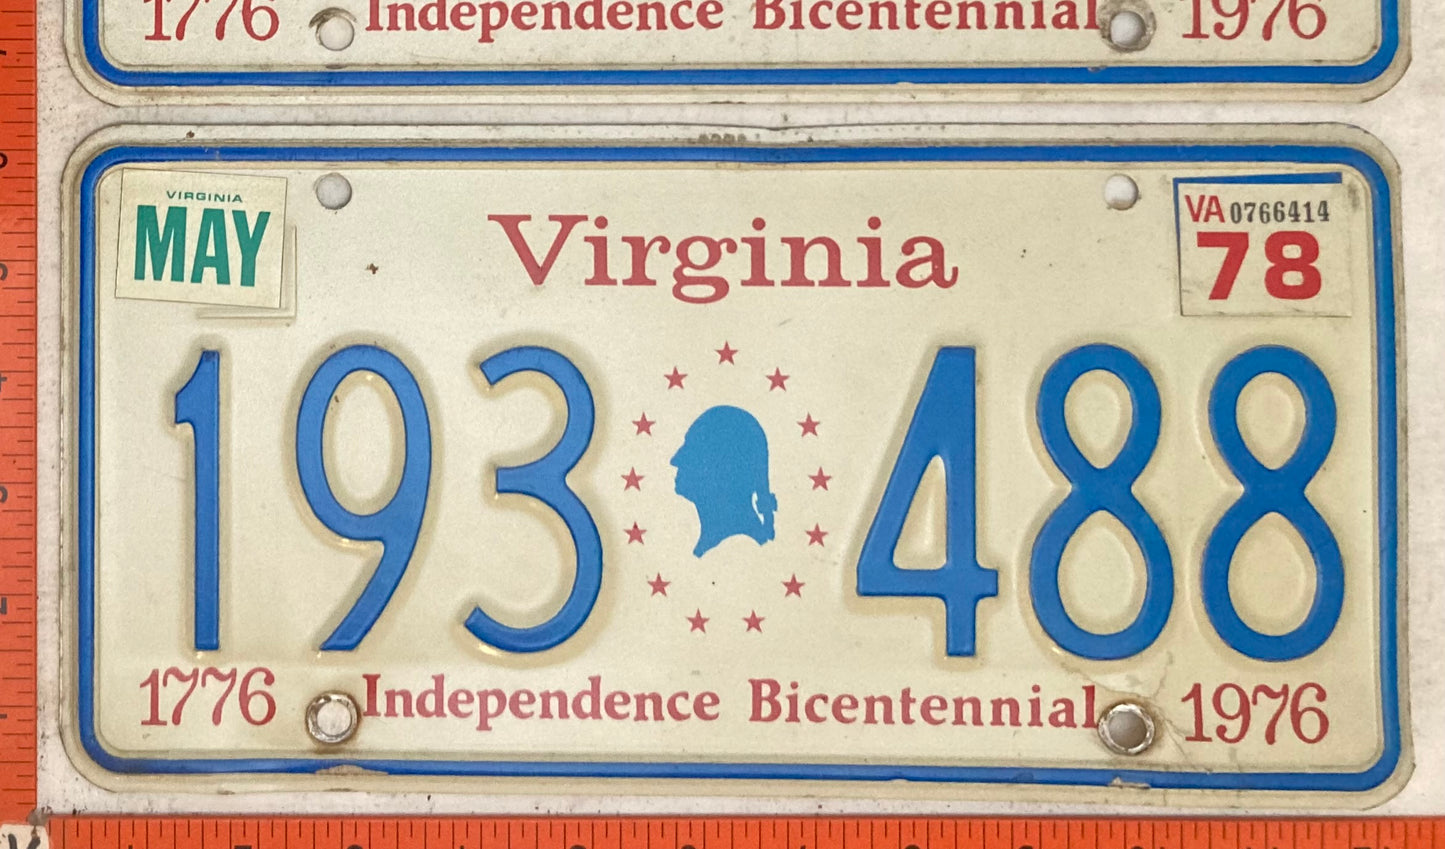 1776 Independence Bicentennial 1976
VIRGINIA
MAY
Virginia
VA 0766414
78
193 488
1776 Independence Bicentennial 1976